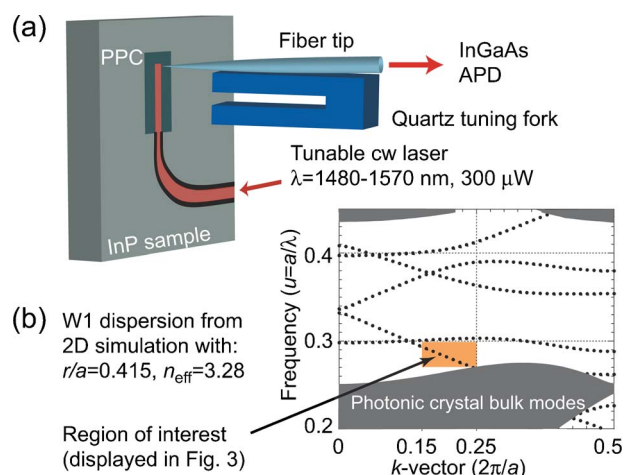 (a)
PPC
Fiber tip
InGaAs
APD
Quartz tuning fork
Tunable cw laser
λ=1480-1570 nm, 300 μW
InP sample
(b)
W1 dispersion from
2D simulation with:
r/a=0.415, neff=3.28
Region of interest
(displayed in Fig. 3)
Frequency (u=a/λ)
0.4
0.3
0.2
Photonic crystal bulk modes
0 0.15 0.25 0.5
k-vector (2π/a)